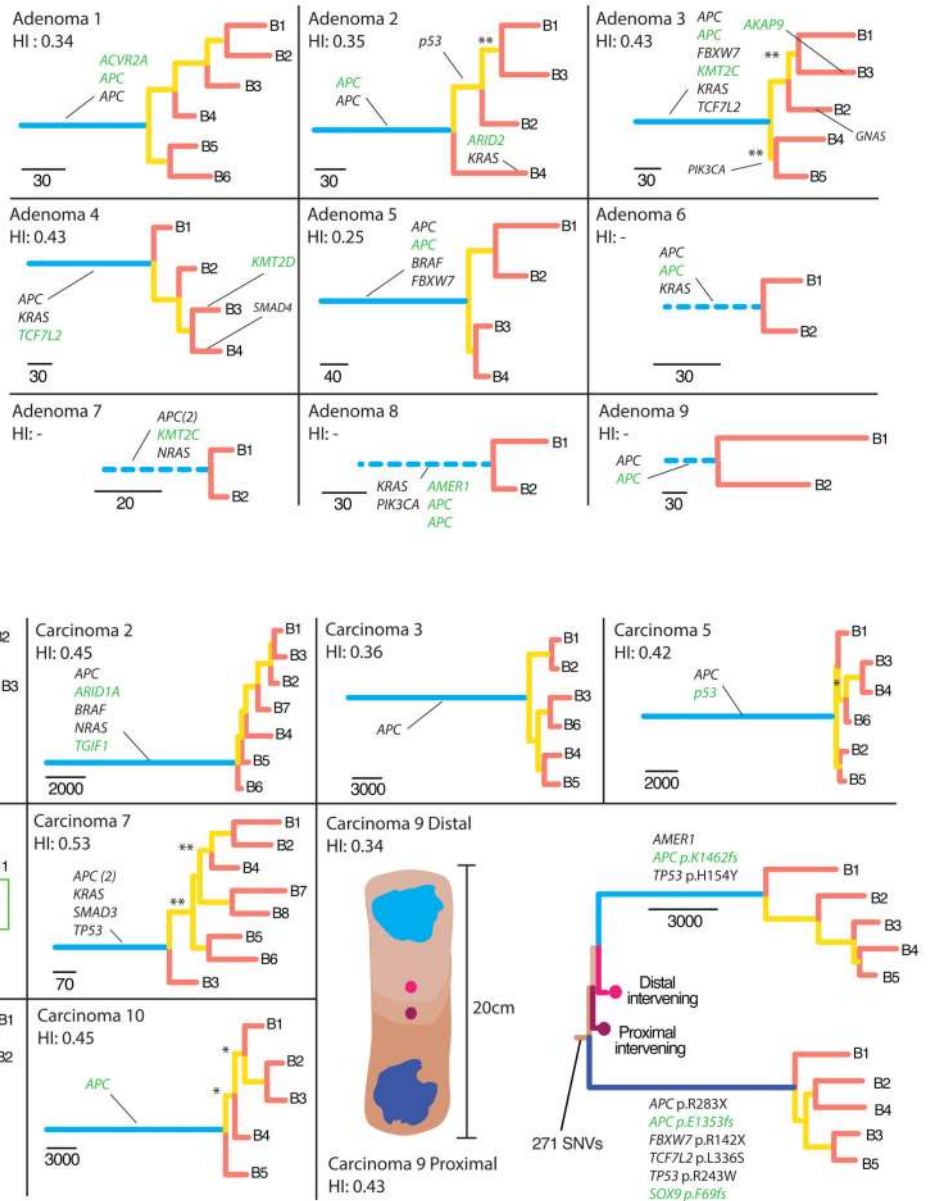 Adenoma 1
HI : 0.34
ACVR2A
APC
APC
B1
B2
B3
B4
B5
B6
30
Adenoma 2
HI: 0.35
p53
**
APC
APC
B1
B3
B2
ARID2
KRAS
B4
30
Adenoma 3
HI: 0.43
APC
APC
FBXW7
KMT2C
KRAS
TCF7L2
AKAP9
**
B1
B3
B2
GNAS
B4
**
PIK3CA
B5
30
Adenoma 4
HI: 0.43
B1
B2
KMT2D
APC
KRAS
TCF7L2
B3
SMAD4
B4
30
Adenoma 5
HI: 0.25
APC
APC
BRAF
FBXW7
B1
B2
B3
B4
40
Adenoma 6
HI: -
APC
APC
KRAS
B1
B2
30
Adenoma 7
HI: -
APC(2)
KMT2C
NRAS
B1
B2
20
Adenoma 8
HI: -
B1
B2
KRAS AMER1
PIK3CA APC
APC
30
Adenoma 9
HI: -
APC
APC
B1
B2
30
B3
Carcinoma 2
HI: 0.45
APC
ARID1A
BRAF
NRAS
TGIF1
B1
B3
B2
B7
B4
B5
B6
2000
Carcinoma 3
HI: 0.36
APC
B1
B2
B3
B6
B4
B5
3000
Carcinoma 5
HI: 0.42
APC
p53
*
B1
B3
B4
B6
B2
B5
2000
Carcinoma 7
HI: 0.53
APC (2)
KRAS
SMAD3
TP53
**
**
B1
B2
B4
B7
B8
B5
B6
B3
70
Carcinoma 9 Distal
HI: 0.34
20cm
Carcinoma 9 Proximal
HI: 0.43
AMER1
APC p.K1462fs
TP53 p.H154Y
3000
B1
B2
B3
B4
B5
Distal
intervening
Proximal
intervening
271 SNVs
B1
B2
B4
B3
B5
APC p.R283X
APC p.E1353fs
FBXW7 p.R142X
TCF7L2 p.L336S
TP53 p.R243W
SOX9 p.F69fs
B1
B2
Carcinoma 10
HI: 0.45
APC
*
*
B1
B2
B3
B4
B5
3000